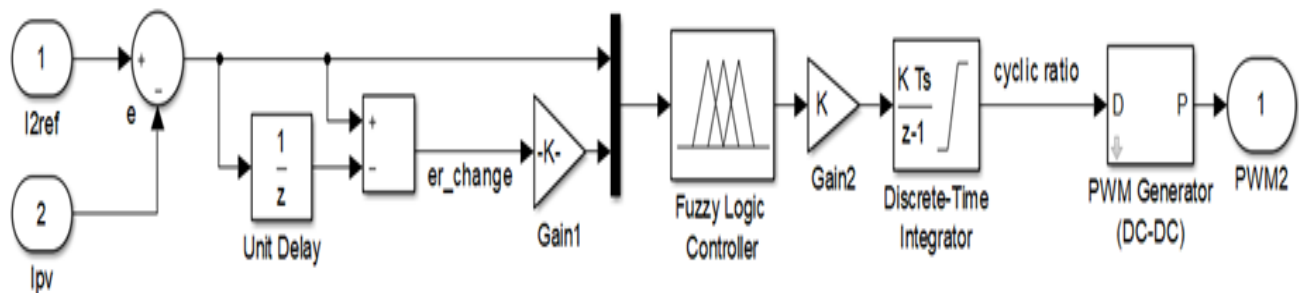 1
I2ref
+
-
e
2
Ipv
1
z
Unit Delay
+
-
er_change
-K-
Gain1
Fuzzy Logic
Controller
K
Gain2
K Ts
z-1
Discrete-Time
Integrator
cyclic ratio
D
P
PWM Generator
(DC-DC)
1
PWM2